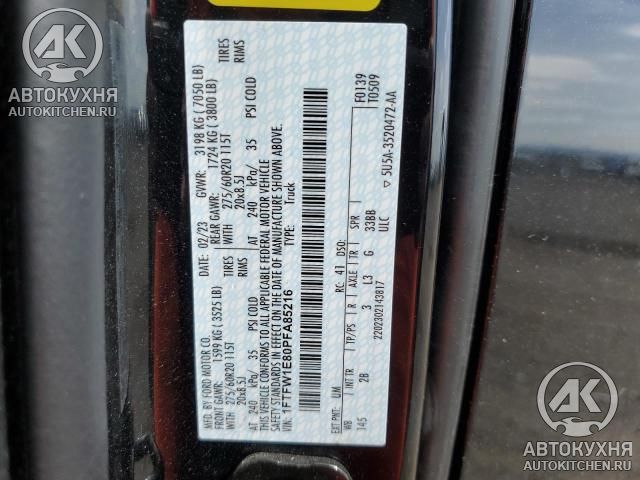 MFD. BY FORD MOTOR CO.
DATE: 02/23 GVWR: 3198 KG ( 7050 LB)
FRONT GAWR: 1599 KG ( 3525 LB) REAR GAWR: 1724 KG ( 3800 LB)
WITH 275/60R20 115T TIRES WITH 275/60R20 115T TIRES
20x8.5J RIMS 20x8.5J RIMS
AT 240 kPa/ 35 PSI COLD AT 240 kPa/ 35 PSI COLD
THIS VEHICLE CONFORMS TO ALL APPLICABLE FEDERAL MOTOR VEHICLE
SAFETY STANDARDS IN EFFECT ON THE DATE OF MANUFACTURE SHOWN ABOVE.
VIN: 1FTFW1E80PFA85216 TYPE: Truck
F0139
T0509
EXT PNT: UM RC: 41 DSO:
WB INT TR TP/PS R AXLE TR SPR
145 2B 3 L3 G 33BB
ULC
2202302143817
▽ 5U5A-3520472-AA
AK
АВТОКУХНЯ
AUTOKITCHEN.RU
AK
АВТОКУХНЯ
AUTOKITCHEN.RU